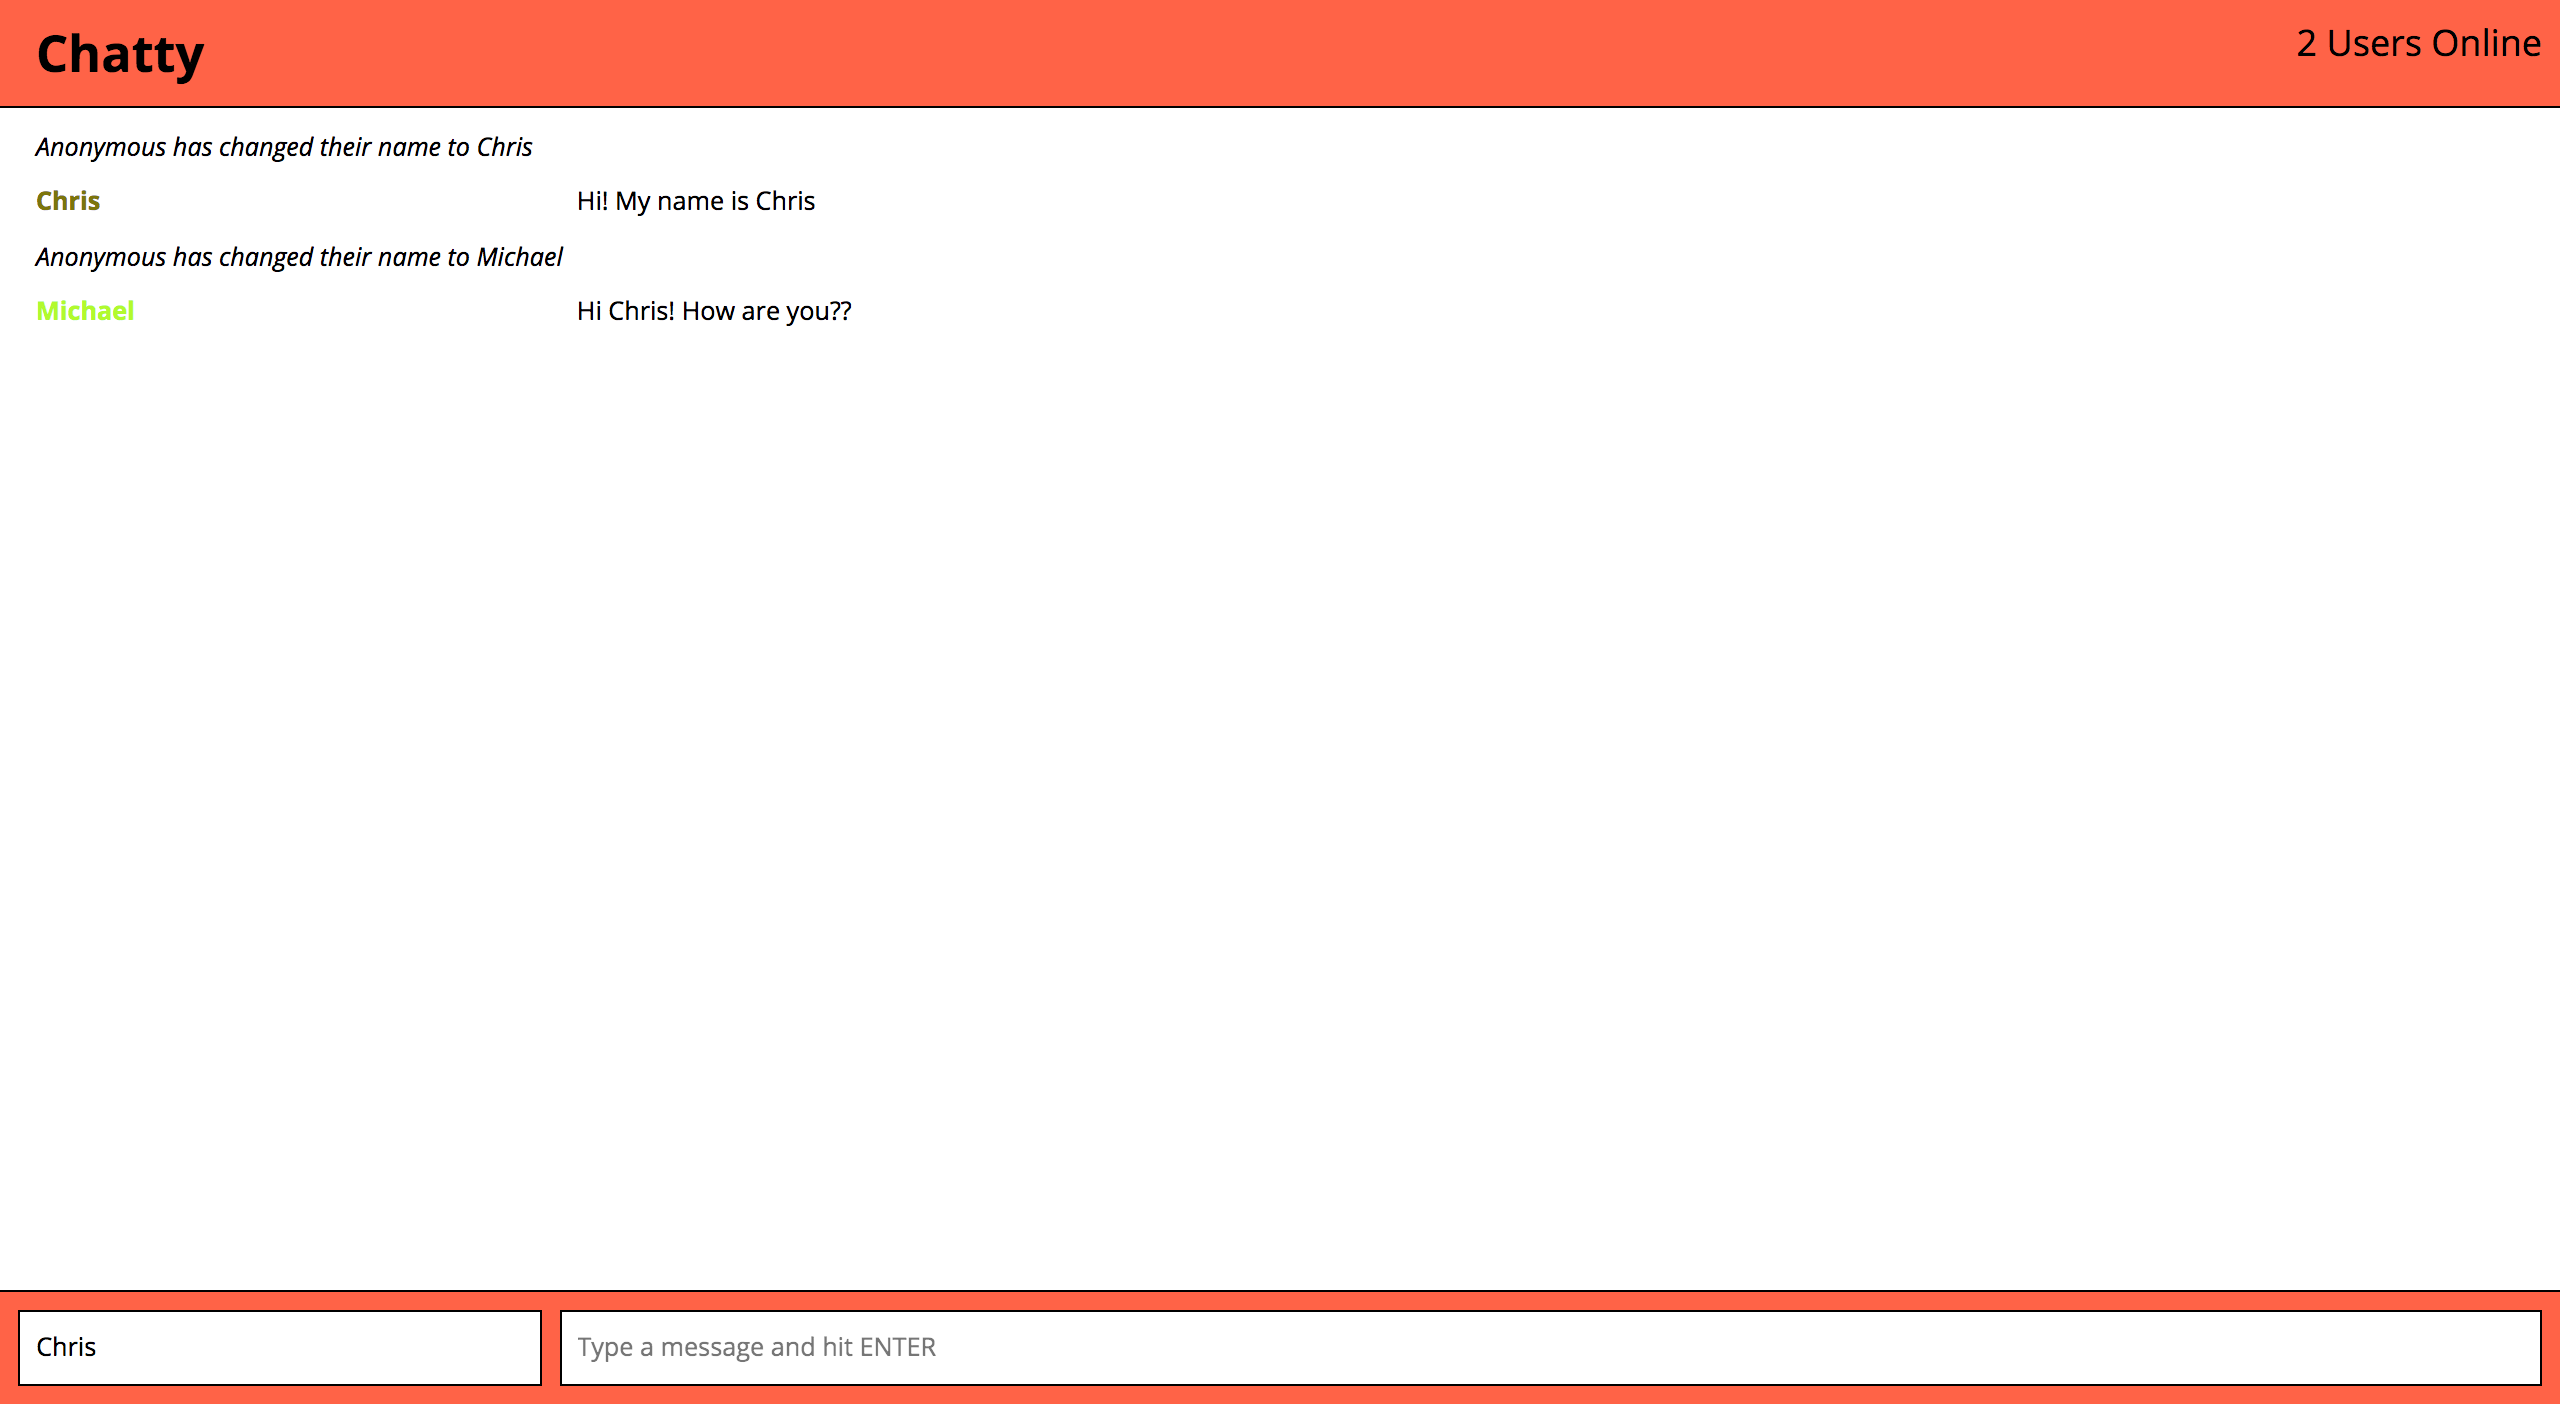 Chatty
2 Users Online
Anonymous has changed their name to Chris
Chris Hi! My name is Chris
Anonymous has changed their name to Michael
Michael Hi Chris! How are you??
Chris
Type a message and hit ENTER